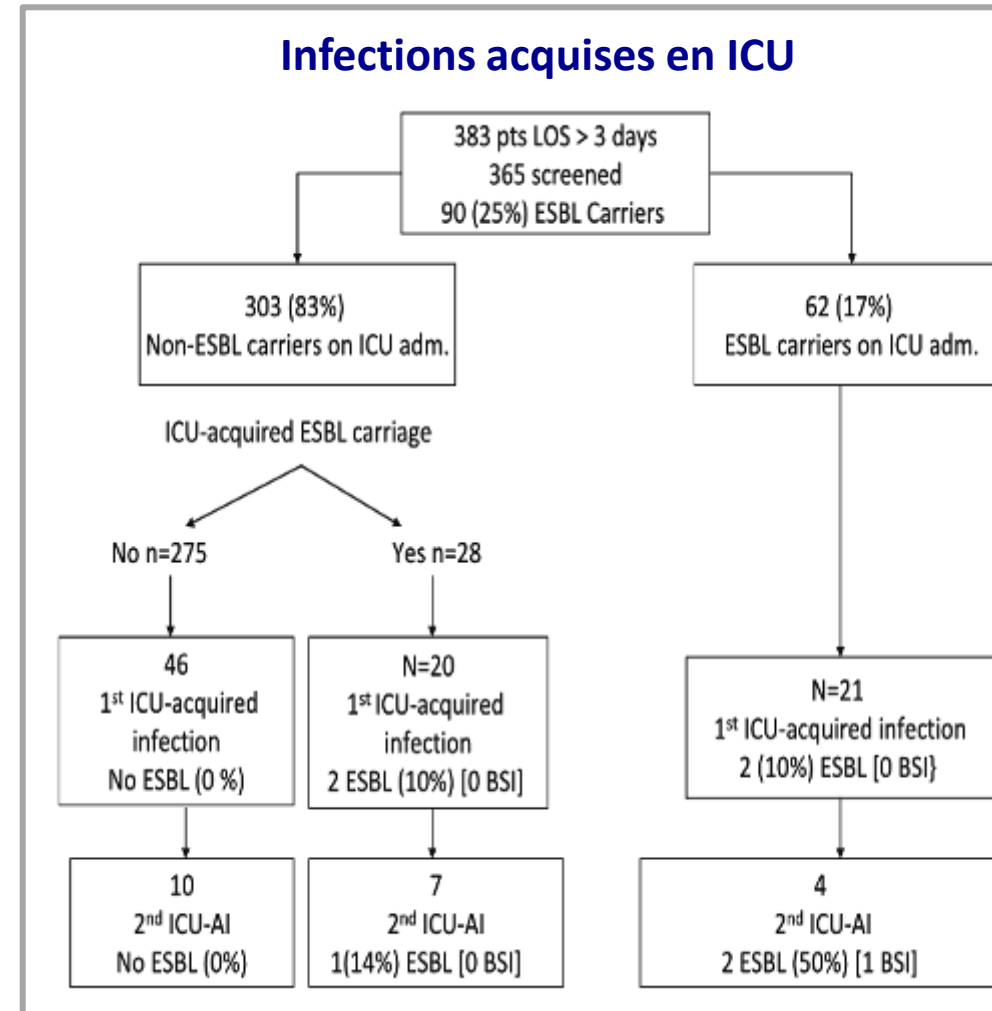 Infections acquises en ICU
383 pts LOS > 3 days
365 screened
90 (25%) ESBL Carriers
303 (83%)
Non-ESBL carriers on ICU adm.
62 (17%)
ESBL carriers on ICU adm.
ICU-acquired ESBL carriage
No n=275
Yes n=28
46
1st ICU-acquired
infection
No ESBL (0 %)
N=20
1st ICU-acquired
infection
2 ESBL (10%) [0 BSI]
N=21
1st ICU-acquired infection
2 (10%) ESBL [0 BSI}
10
2nd ICU-AI
No ESBL (0%)
7
2nd ICU-AI
1(14%) ESBL [0 BSI]
4
2nd ICU-AI
2 ESBL (50%) [1 BSI]